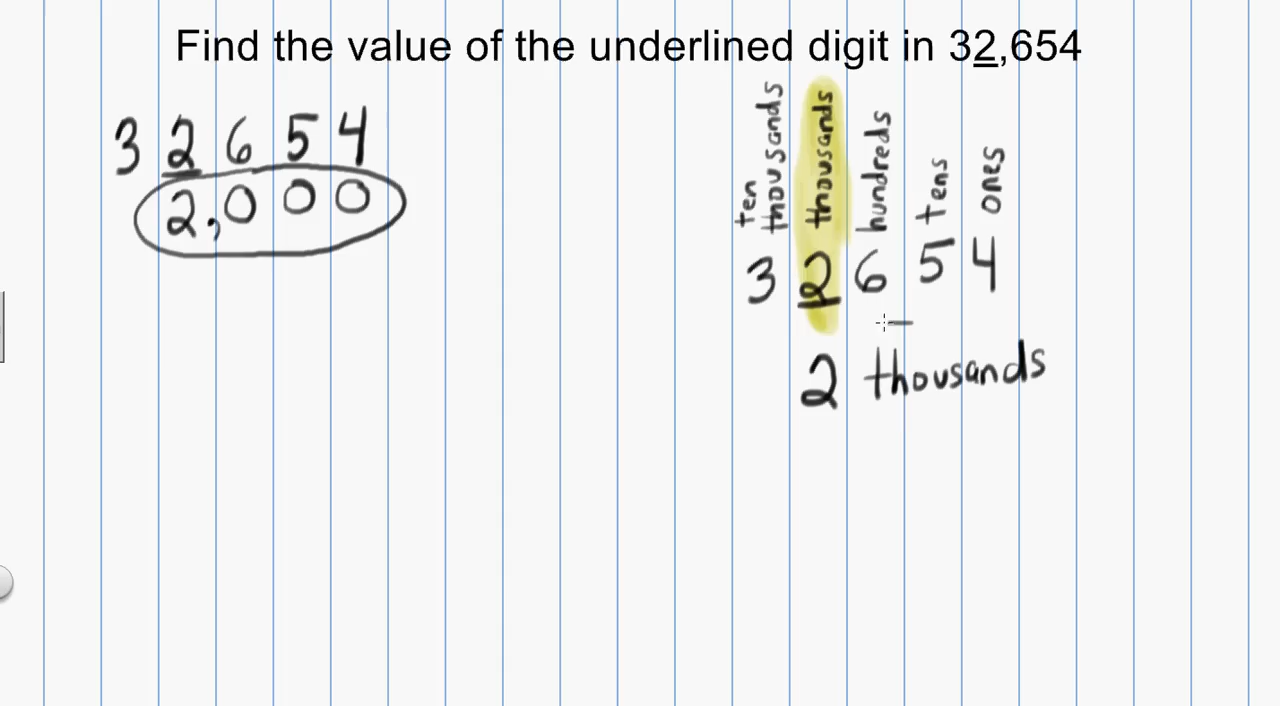 Find the value of the underlined digit in 32,654
3 2 6 5 4
2,000
ten thousands
thousands
hundreds
tens
ones
3 2 6 5 4
2 thousands